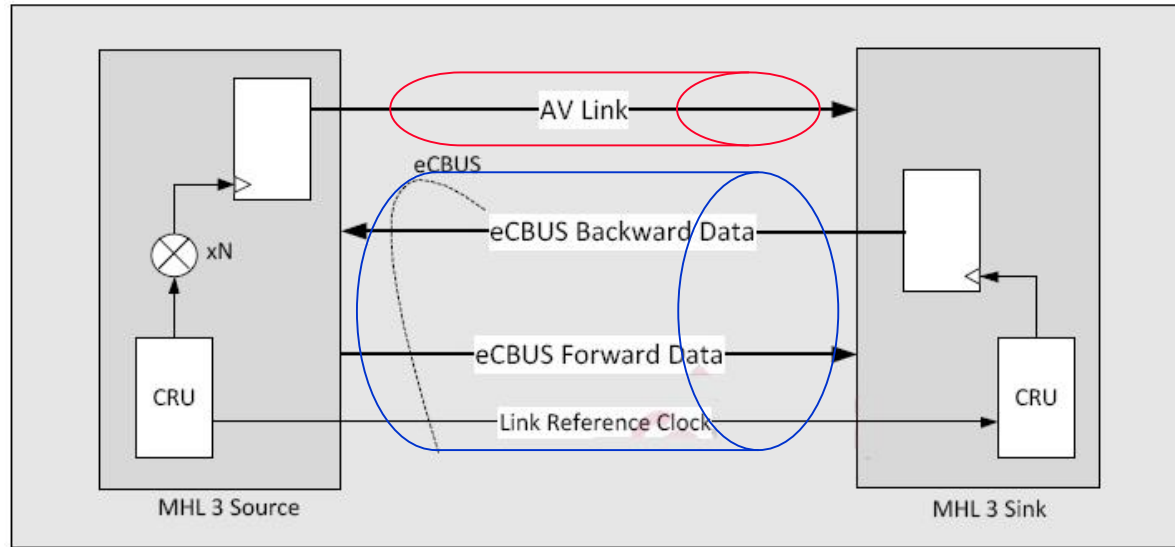 AV Link
eCBUS
eCBUS Backward Data
xN
eCBUS Forward Data
CRU
CRU
Link Reference Clock
MHL 3 Source
MHL 3 Sink